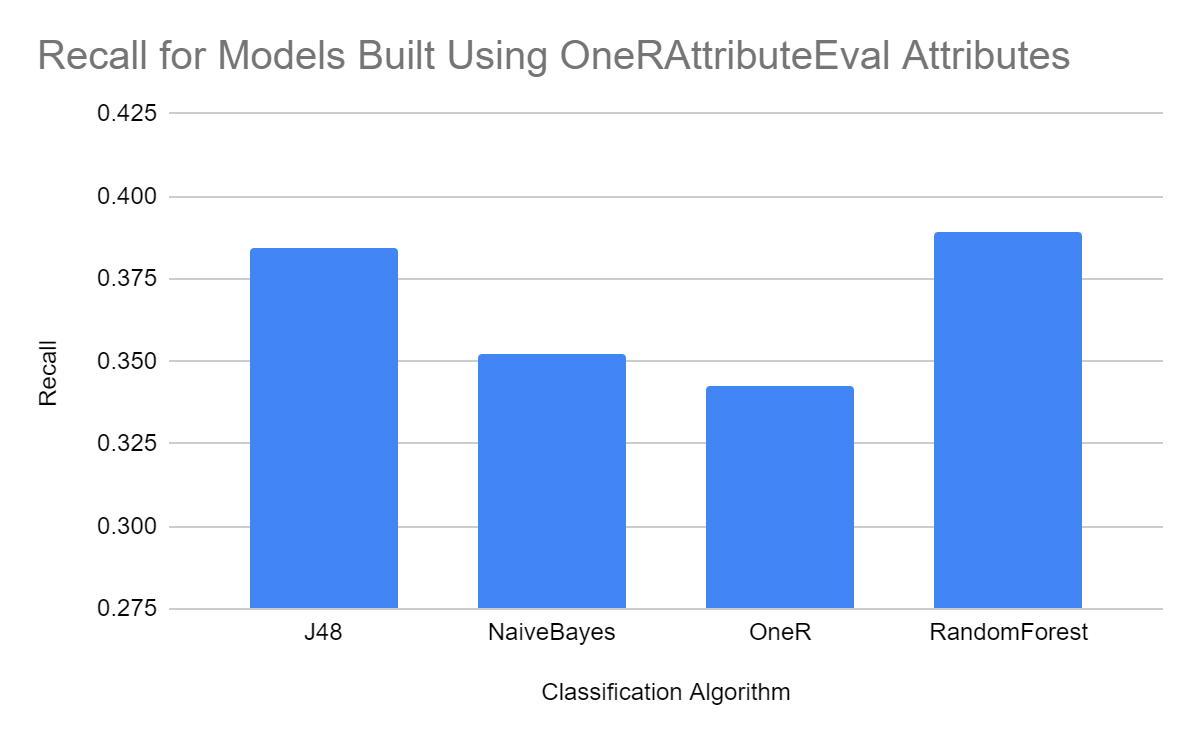 Recall for Models Built Using OneRAttributeEval Attributes
0.425
0.400
0.375
0.350
0.325
0.300
0.275
Recall
J48
NaiveBayes
OneR
RandomForest
Classification Algorithm